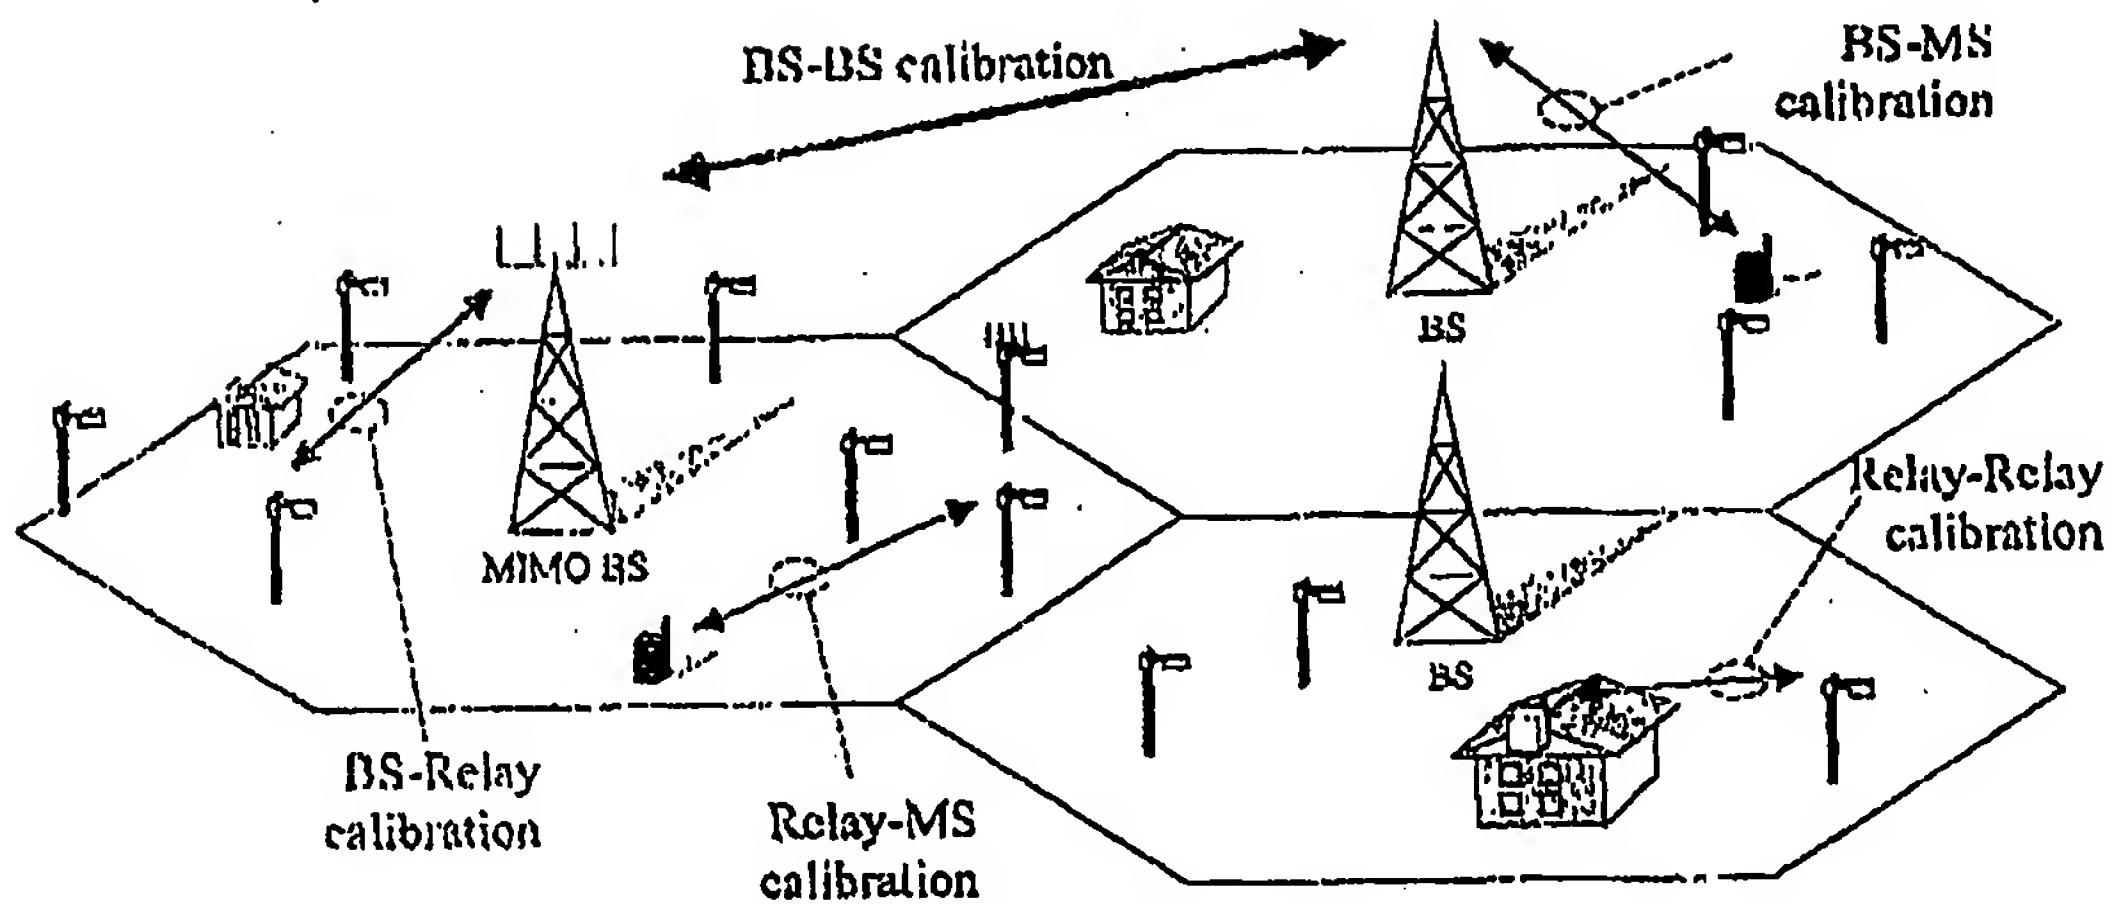 BS-BS calibration
BS-MS
calibration
BS
MIMO BS
Relay-Relay
calibration
BS
BS-Relay
calibration
Relay-MS
calibration